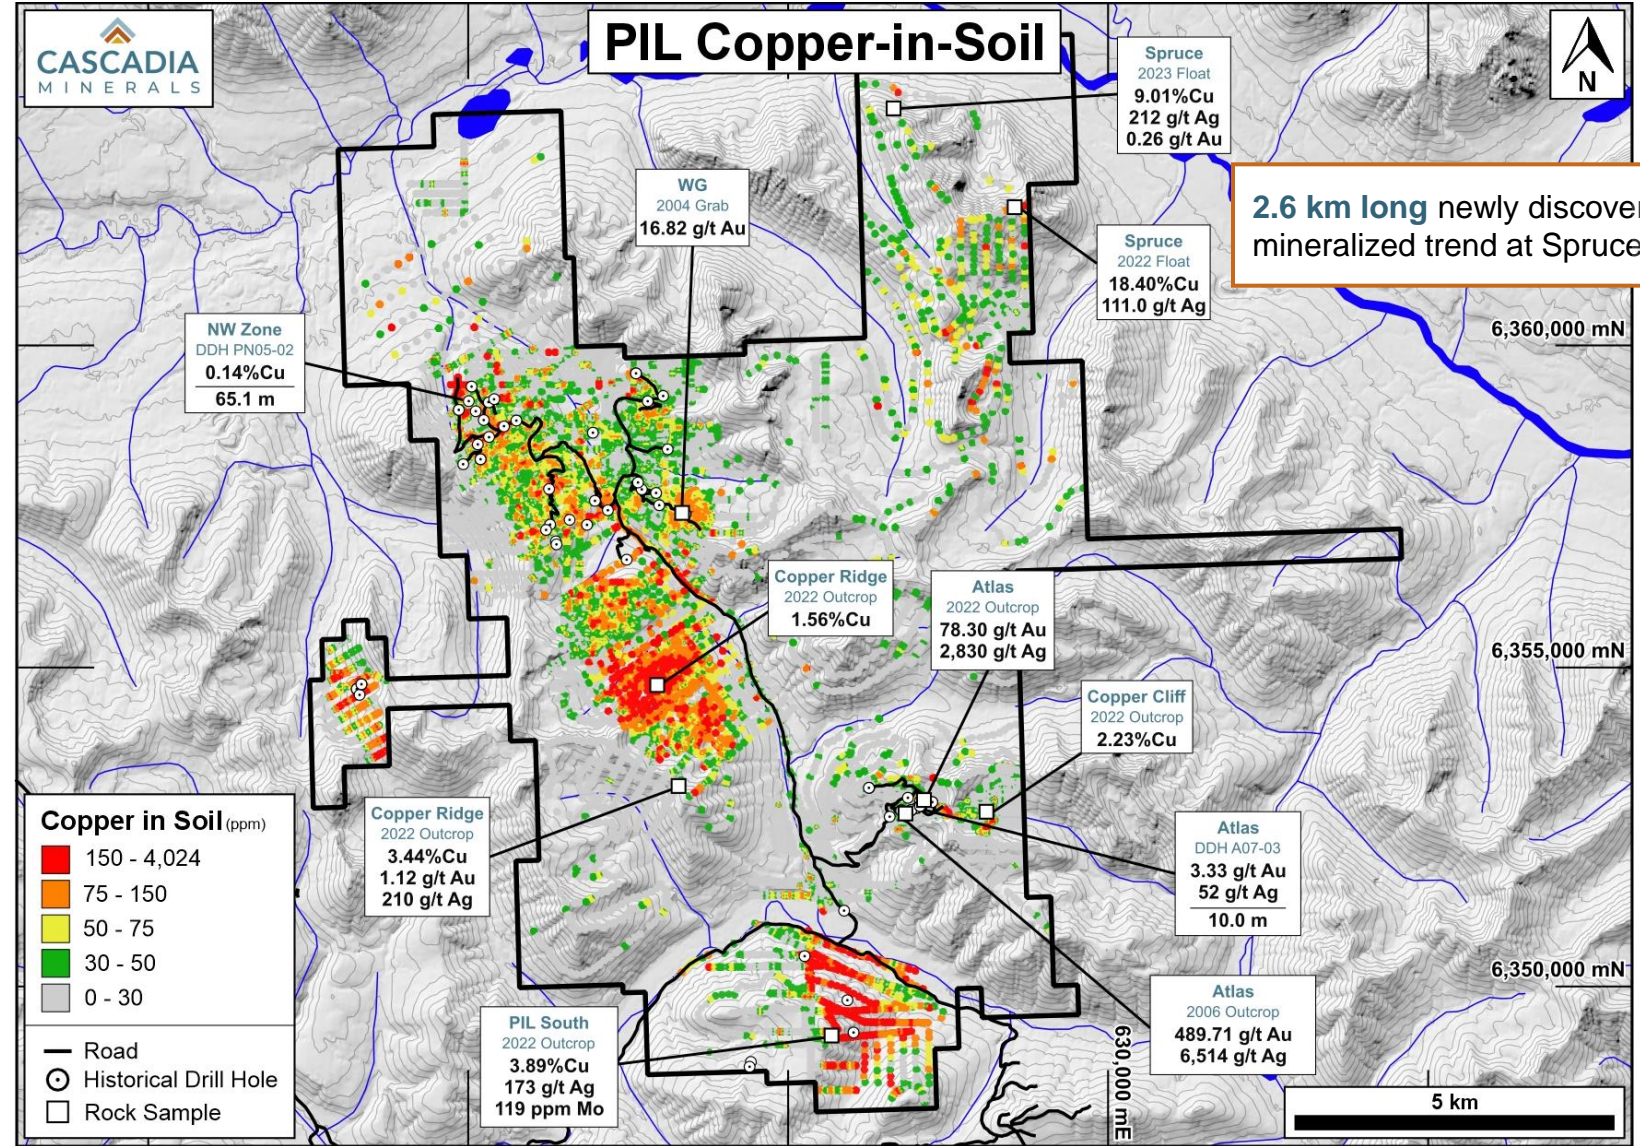 CASCADIA
MINERALS
PIL Copper-in-Soil
N
Spruce
2023 Float
9.01%Cu
212 g/t Ag
0.26 g/t Au
WG
2004 Grab
16.82 g/t Au
2.6 km long newly discover
mineralized trend at Spruce
Spruce
2022 Float
18.40%Cu
111.0 g/t Ag
6,360,000 mN
NW Zone
DDH PN05-02
0.14%Cu
65.1 m
Copper Ridge
2022 Outcrop
1.56%Cu
Atlas
2022 Outcrop
78.30 g/t Au
2,830 g/t Ag
6,355,000 mN
Copper Cliff
2022 Outcrop
2.23%Cu
Copper Ridge
2022 Outcrop
3.44%Cu
1.12 g/t Au
210 g/t Ag
Atlas
DDH A07-03
3.33 g/t Au
52 g/t Ag
10.0 m
6,350,000 mN
Atlas
2006 Outcrop
489.71 g/t Au
6,514 g/t Ag
PIL South
2022 Outcrop
3.89%Cu
173 g/t Ag
119 ppm Mo
630,000 mE
Copper in Soil (ppm)
150 - 4,024
75 - 150
50 - 75
30 - 50
0 - 30
Road
Historical Drill Hole
Rock Sample
5 km